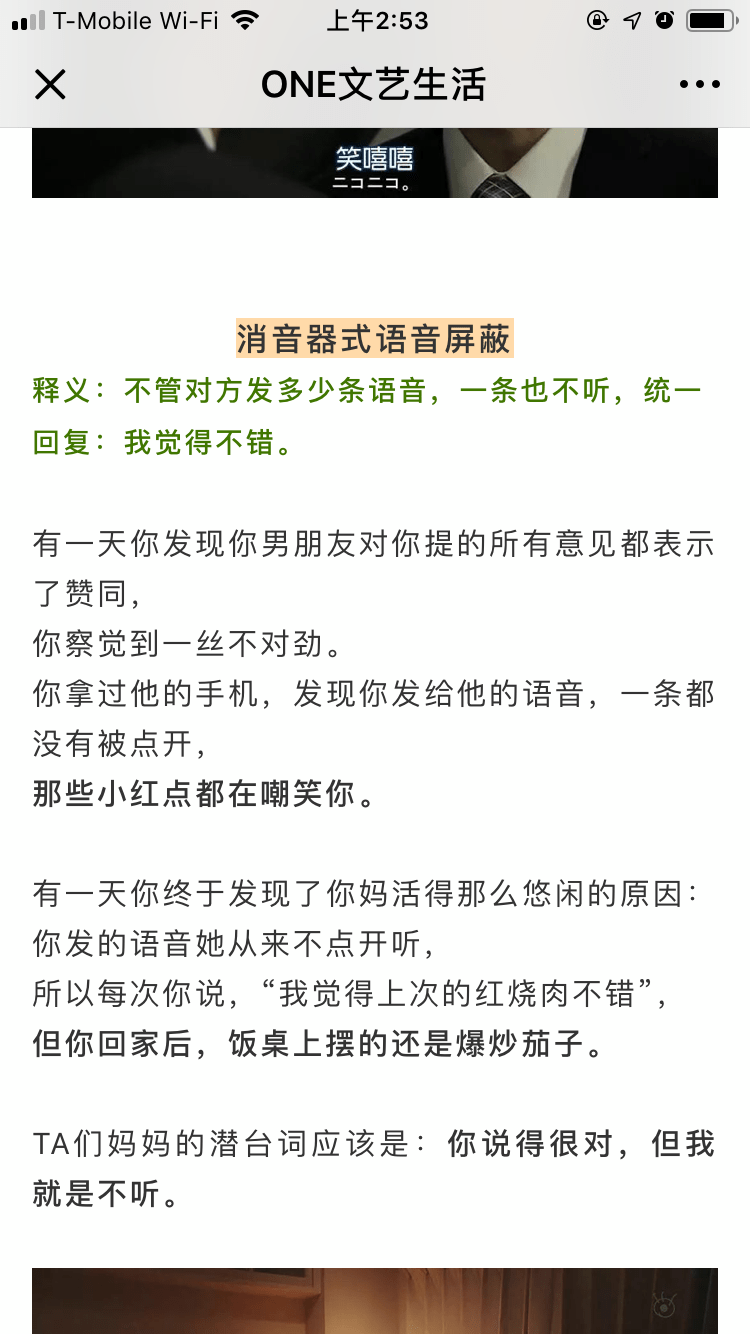 T-Mobile Wi-Fi 上午2:53
ONE文艺生活
笑嘻嘻
ニコニコ。
消音器式语音屏蔽
释义：不管对方发多少条语音，一条也不听，统一
回复：我觉得不错。
有一天你发现你男朋友对你提的所有意见都表示
了赞同，
你察觉到一丝不对劲。
你拿过他的手机，发现你发给他的语音，一条都
没有被点开，
那些小红点都在嘲笑你。
有一天你终于发现了你妈活得那么悠闲的原因：
你发的语音她从来不点开听，
所以每次你说，“我觉得上次的红烧肉不错”，
但你回家后，饭桌上摆的还是爆炒茄子。
TA们妈妈的潜台词应该是：你说得很对，但我
就是不听。